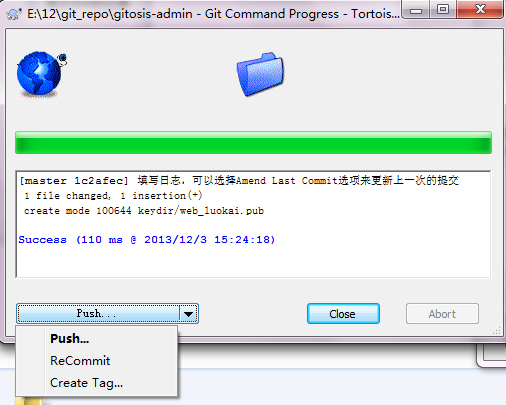 E:\12\git_repo\gitosis-admin - Git Command Progress - Tortois...
[master 1c2afec] 填写日志，可以选择Amend Last Commit选项来更新上一次的提交
1 file changed, 1 insertion(+)
create mode 100644 keydir/web_luokai.pub
Success (110 ms @ 2013/12/3 15:24:18)
Push...
Close
Abort
Push...
ReCommit
Create Tag...